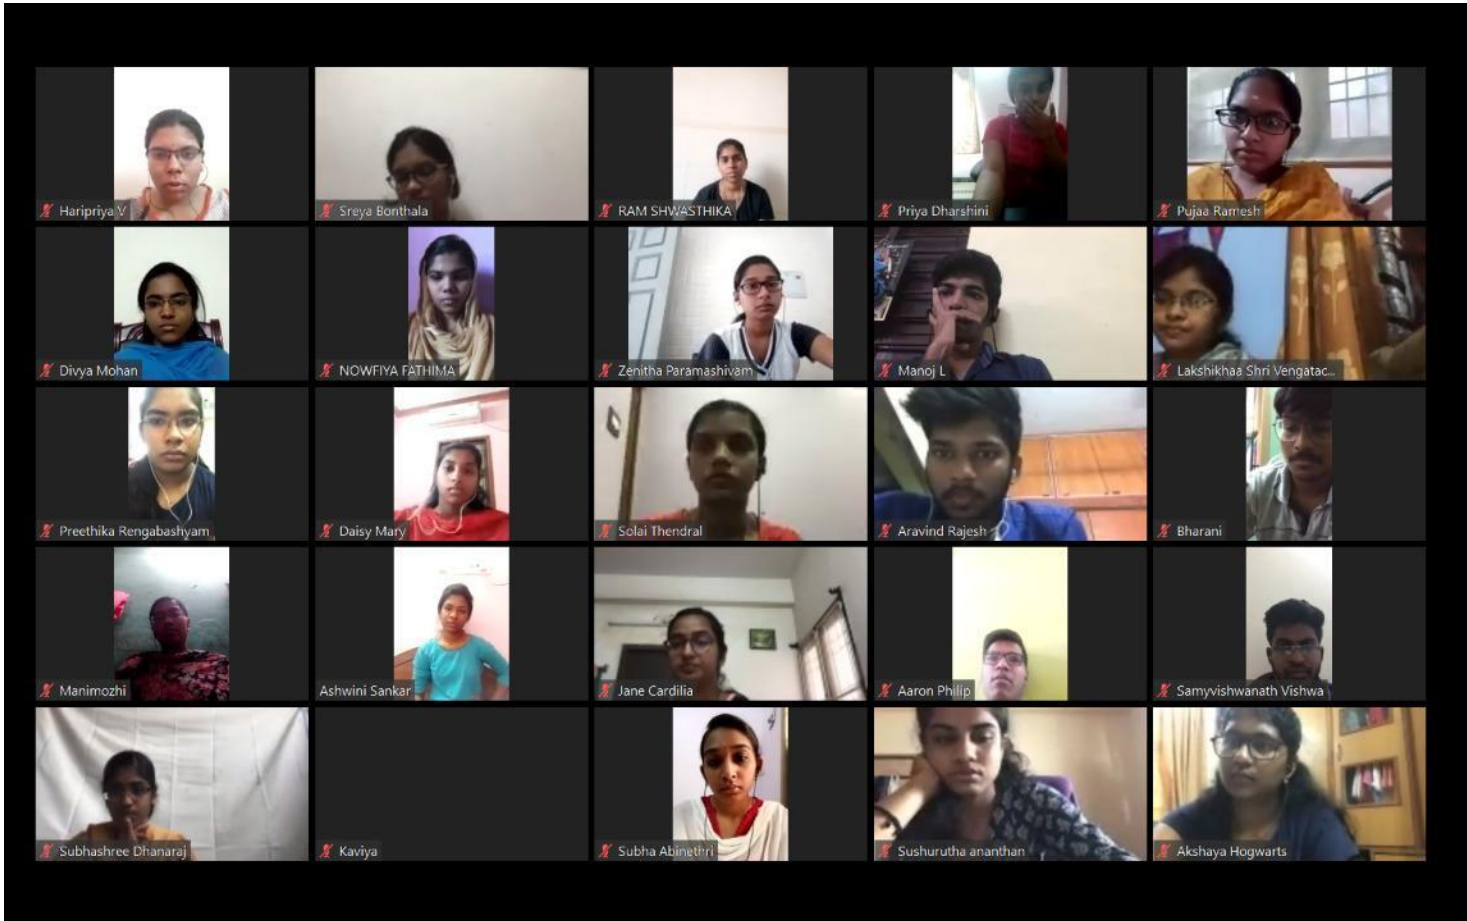 Haripriya V
Sreya Bonthala
RAM SHWASTHIKA
Priya Dharshini
Pujaa Ramesh
Divya Mohan
NOWFIYA FATHIMA
Zenitha Paramashivam
Manoj L
Lakshikhaa Shri Vengatac...
Preethika Rengabashyam
Daisy Mary
Solai Thendral
Aravind Rajesh
Bharani
Manimozhi
Ashwini Sankar
Jane Cardilia
Aaron Philip
Samyvishwanath Vishwa
Subhashree Dhanaraj
Kaviya
Subha Abinethri
Sushurutha ananthan
Akshaya Hogwarts